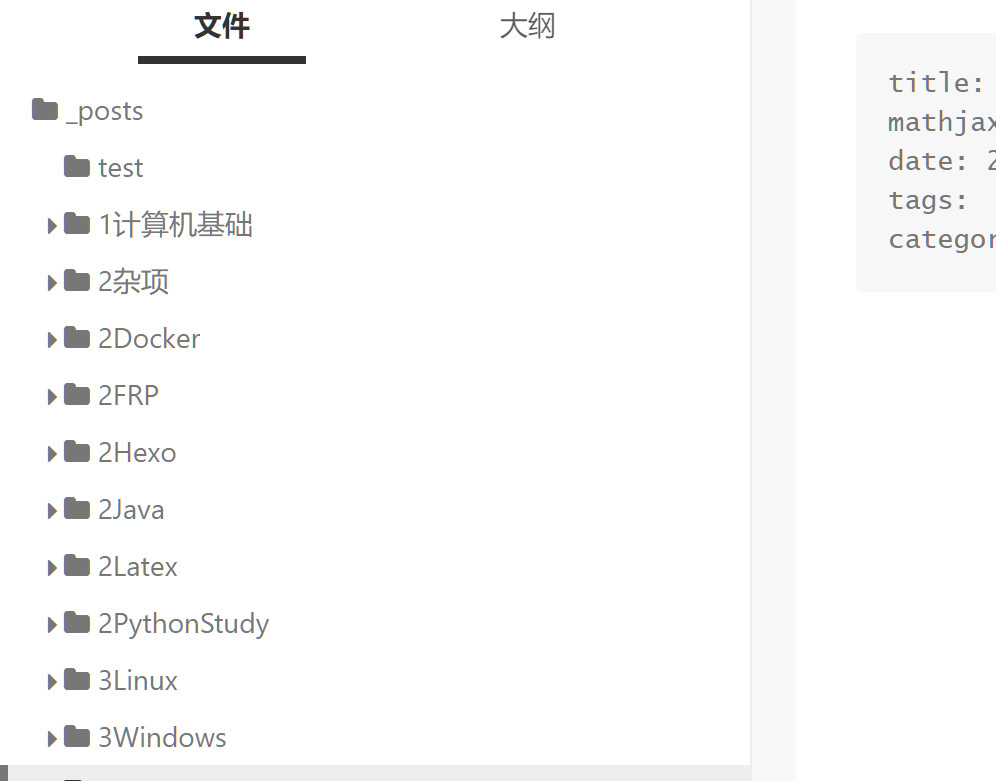 文件
大纲
_posts
test
1计算机基础
2杂项
2Docker
2FRP
2Hexo
2Java
2Latex
2PythonStudy
3Linux
3Windows
title:
mathjax
date: 2
tags:
categor